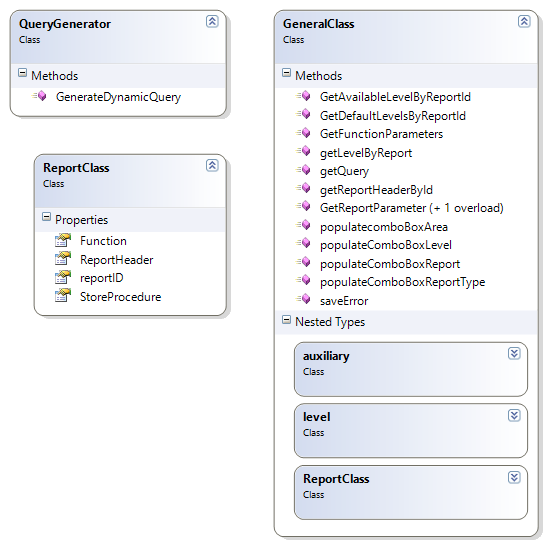 QueryGenerator
Class
Methods
GenerateDynamicQuery
ReportClass
Class
Properties
Function
ReportHeader
reportID
StoreProcedure
GeneralClass
Class
Methods
GetAvailableLevelByReportId
GetDefaultLevelsByReportId
GetFunctionParameters
getLevelByReport
getQuery
getReportHeaderById
GetReportParameter (+ 1 overload)
populatecomboBoxArea
populateComboBoxLevel
populateComboBoxReport
populateComboBoxReportType
saveError
Nested Types
auxiliary
Class
level
Class
ReportClass
Class